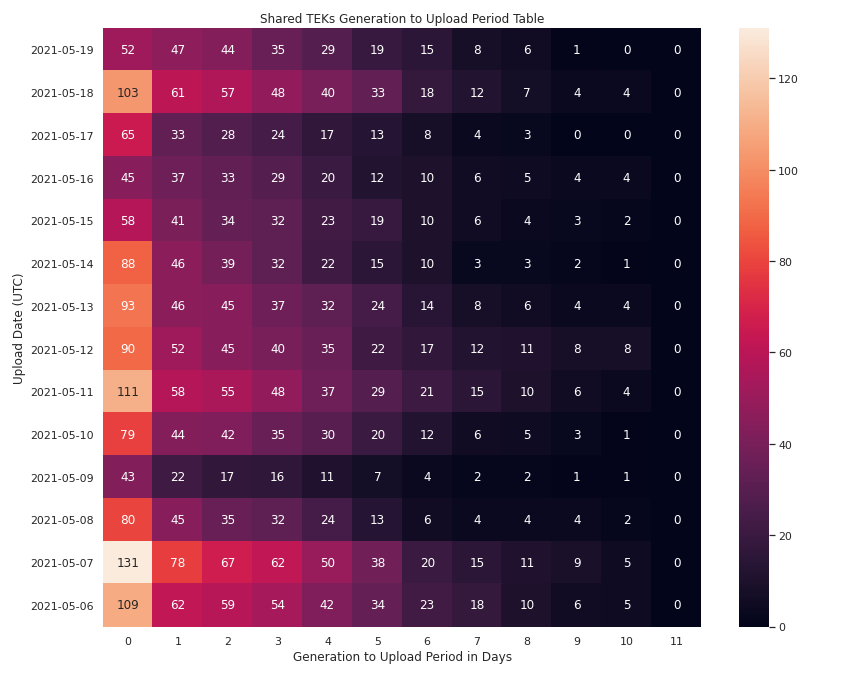 Shared TEKs Generation to Upload Period Table
Upload Date (UTC)
2021-05-19 52 47 44 35 29 19 15 8 6 1 0 0
2021-05-18 103 61 57 48 40 33 18 12 7 4 4 0
2021-05-17 65 33 28 24 17 13 8 4 3 0 0 0
2021-05-16 45 37 33 29 20 12 10 6 5 4 4 0
2021-05-15 58 41 34 32 23 19 10 6 4 3 2 0
2021-05-14 88 46 39 32 22 15 10 3 3 2 1 0
2021-05-13 93 46 45 37 32 24 14 8 6 4 4 0
2021-05-12 90 52 45 40 35 22 17 12 11 8 8 0
2021-05-11 111 58 55 48 37 29 21 15 10 6 4 0
2021-05-10 79 44 42 35 30 20 12 6 5 3 1 0
2021-05-09 43 22 17 16 11 7 4 2 2 1 1 0
2021-05-08 80 45 35 32 24 13 6 4 4 4 2 0
2021-05-07 131 78 67 62 50 38 20 15 11 9 5 0
2021-05-06 109 62 59 54 42 34 23 18 10 6 5 0
0 1 2 3 4 5 6 7 8 9 10 11
Generation to Upload Period in Days
120
100
80
60
40
20
0